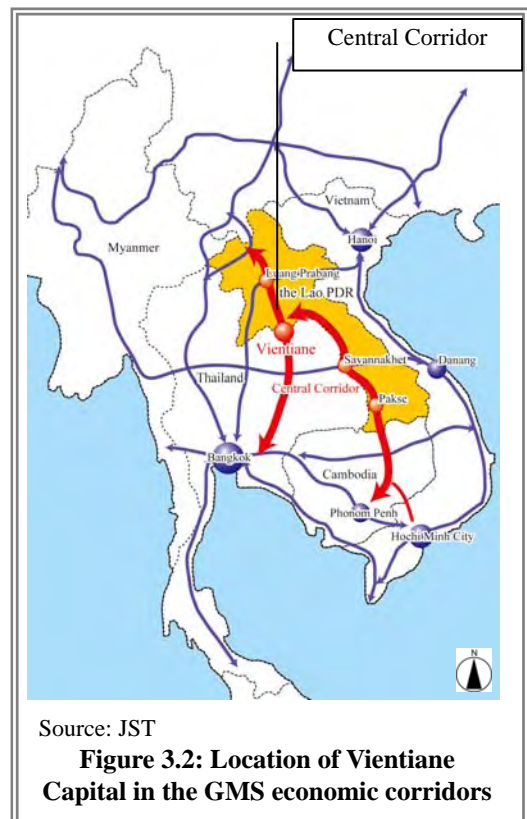 Central Corridor
Vietnam
Hanoi
Myanmer
Luang Prabang
the Lao PDR
Vientiane
Savannakhet
Danang
Thailand
Central Corridor
Pakse
Bangkok
Cambodia
Phonom Penh
Hochi Minh City
N
Source: JST
Figure 3.2: Location of Vientiane
Capital in the GMS economic corridors